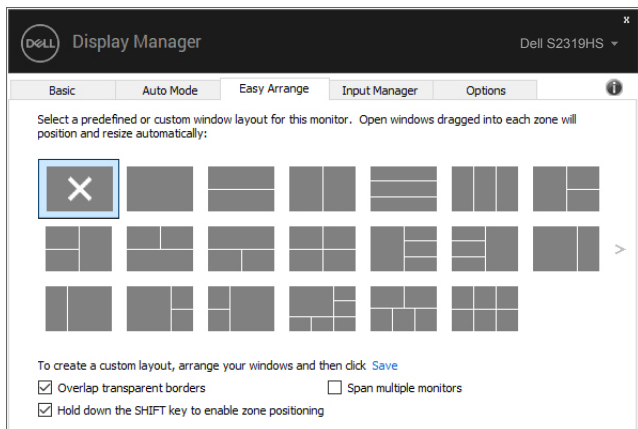 x
DELL Display Manager Dell S2319HS
Basic Auto Mode Easy Arrange Input Manager Options i
Select a predefined or custom window layout for this monitor. Open windows dragged into each zone will
position and resize automatically:
>
To create a custom layout, arrange your windows and then click Save
Overlap transparent borders Span multiple monitors
Hold down the SHIFT key to enable zone positioning